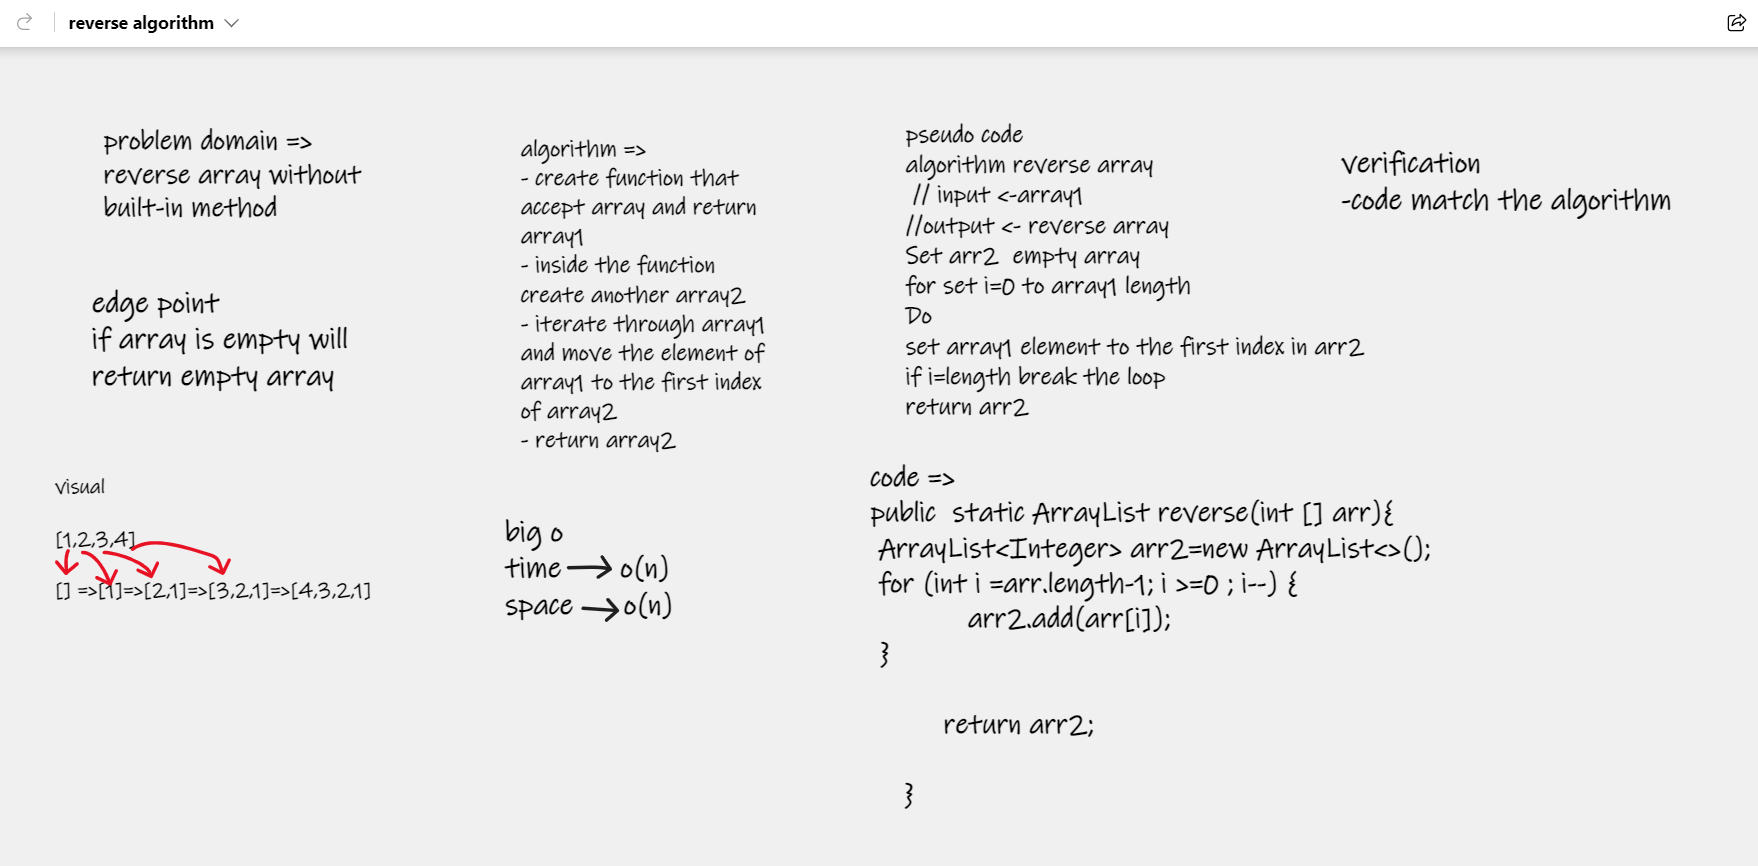 reverse algorithm
problem domain =>
reverse array without
built-in method
edge point
if array is empty will
return empty array
visual
[1,2,3,4]
[] =>[1]=>[2,1]=>[3,2,1]=>[4,3,2,1]
algorithm =>
- create function that
accept array and return
array1
- inside the function
create another array2
- iterate through array1
and move the element of
array1 to the first index
of array2
- return array2
big o
time → o(n)
space → o(n)
pseudo code
algorithm reverse array
// input <-array1
//output <- reverse array
Set arr2 empty array
for set i=0 to array1 length
Do
set array1 element to the first index in arr2
if i=length break the loop
return arr2
code =>
public static ArrayList reverse(int [] arr){
ArrayList<Integer> arr2=new ArrayList<>();
for (int i =arr.length-1; i >=0 ; i--) {
arr2.add(arr[i]);
}
return arr2;
}
verification
-code match the algorithm